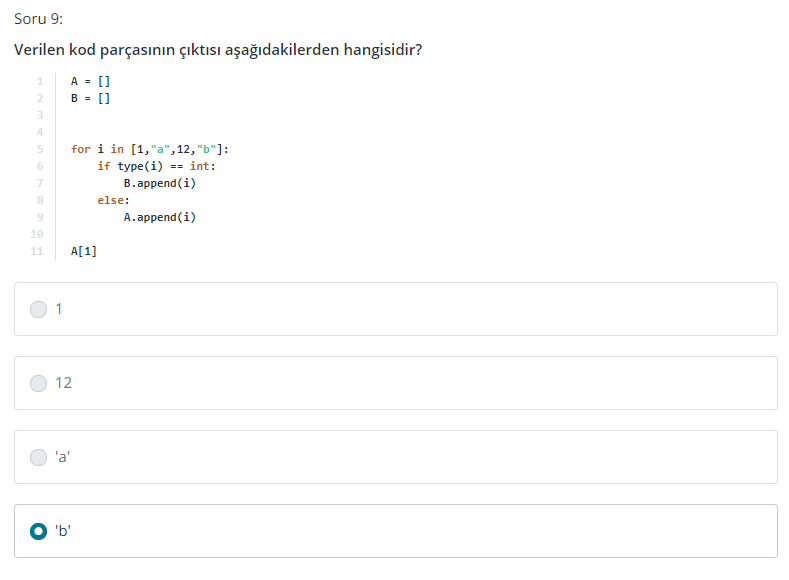 Soru 9:
Verilen kod parçasının çıktısı aşağıdakilerden hangisidir?
1 A = []
2 B = []
3
4
5 for i in [1,"a",12,"b"]:
6     if type(i) == int:
7         B.append(i)
8     else:
9         A.append(i)
10
11 A[1]
1
12
'a'
'b'